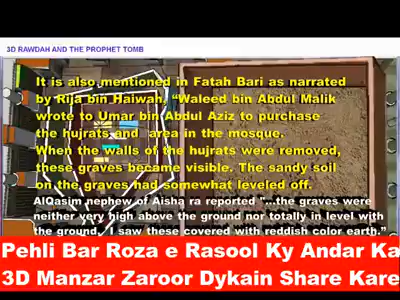 3D RAWDAH AND THE PROPHET TOMB
It is also mentioned in Fatah Bari as narrated
by Rija bin Haiwah, “Waleed bin Abdul Malik
wrote to Umar bin Abdul Aziz to purchase
the hujrats and area in the mosque.
When the walls of the hujrats were removed,
these graves became visible. The sandy soil
on the graves had somewhat leveled off.
AlQasim nephew of Aisha ra reported "...the graves were
neither very high above the ground nor totally in level with
the ground. I saw these covered with reddish color earth.”
Pehli Bar Roza e Rasool Ky Andar Ka
3D Manzar Zaroor Dykain Share Kare